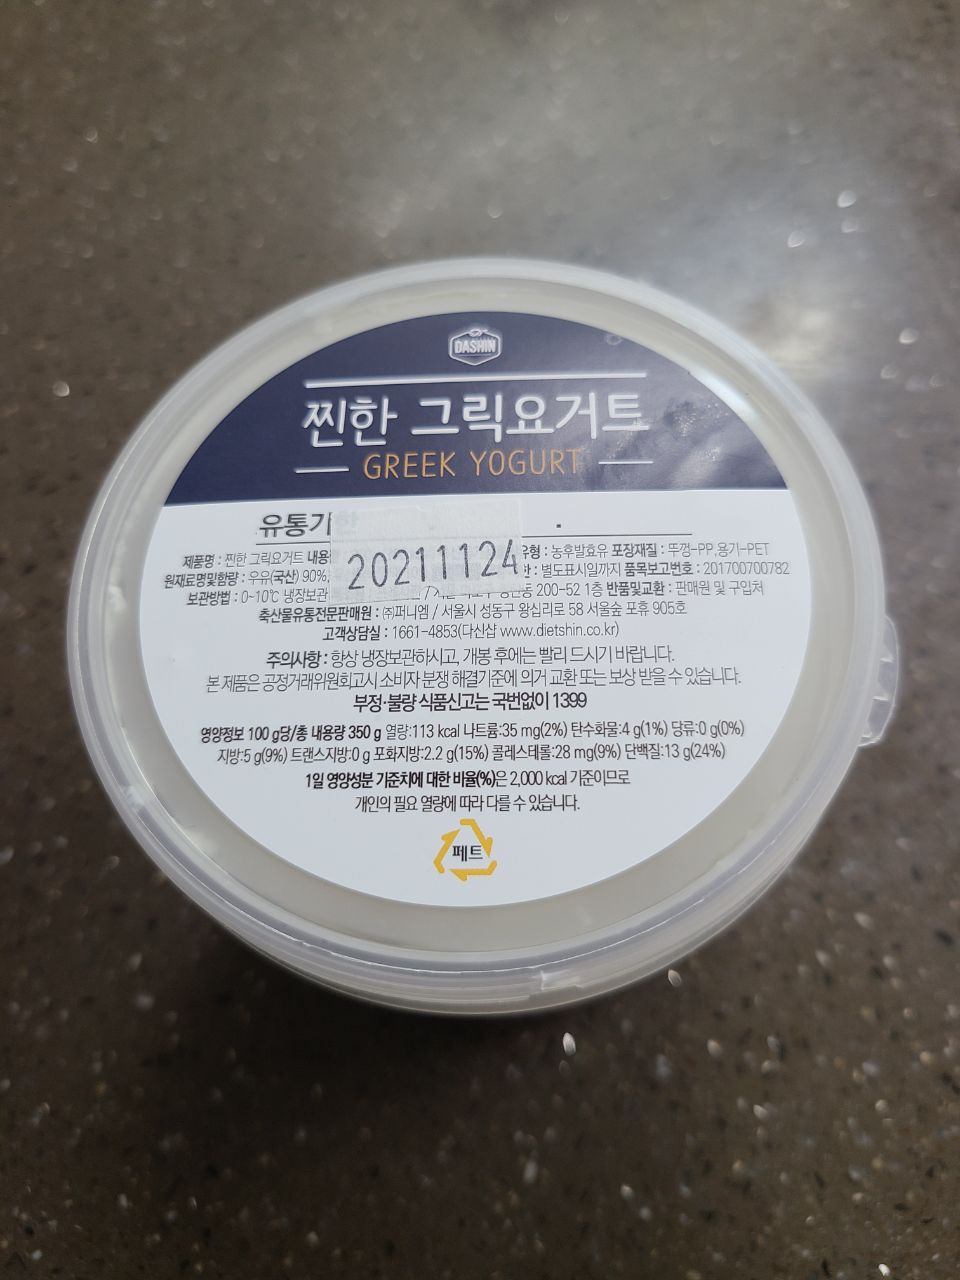 DASHIN
찐한 그릭요거트
GREEK YOGURT
유통기한
20211124
제품명 : 찐한 그릭요거트 내용 유형 : 농후발효유 포장재질 : 뚜껑-PP,용기-PET
원재료명및함량 : 우유(국산) 90%, 별도표시일까지 품목보고번호 : 201700700782
보관방법 : 0~10℃ 냉장보관 200-52 1층 반품및교환 : 판매원 및 구입처
축산물유통전문판매원 : ㈜퍼니엠 / 서울시 성동구 왕십리로 58 서울숲 포휴 905호
고객상담실 : 1661-4853(다신샵 www.dietshin.co.kr)
주의사항 : 항상 냉장보관하시고, 개봉 후에는 빨리 드시기 바랍니다.
본 제품은 공정거래위원회고시 소비자 분쟁 해결기준에 의거 교환 또는 보상 받을 수 있습니다.
부정·불량 식품신고는 국번없이 1399
영양정보 100 g당/총 내용량 350 g 열량:113 kcal 나트륨:35 mg(2%) 탄수화물:4 g(1%) 당류:0 g(0%)
지방:5 g(9%) 트랜스지방:0 g 포화지방:2.2 g(15%) 콜레스테롤:28 mg(9%) 단백질:13 g(24%)
1일 영양성분 기준치에 대한 비율(%)은 2,000 kcal 기준이므로
개인의 필요 열량에 따라 다를 수 있습니다.
페트